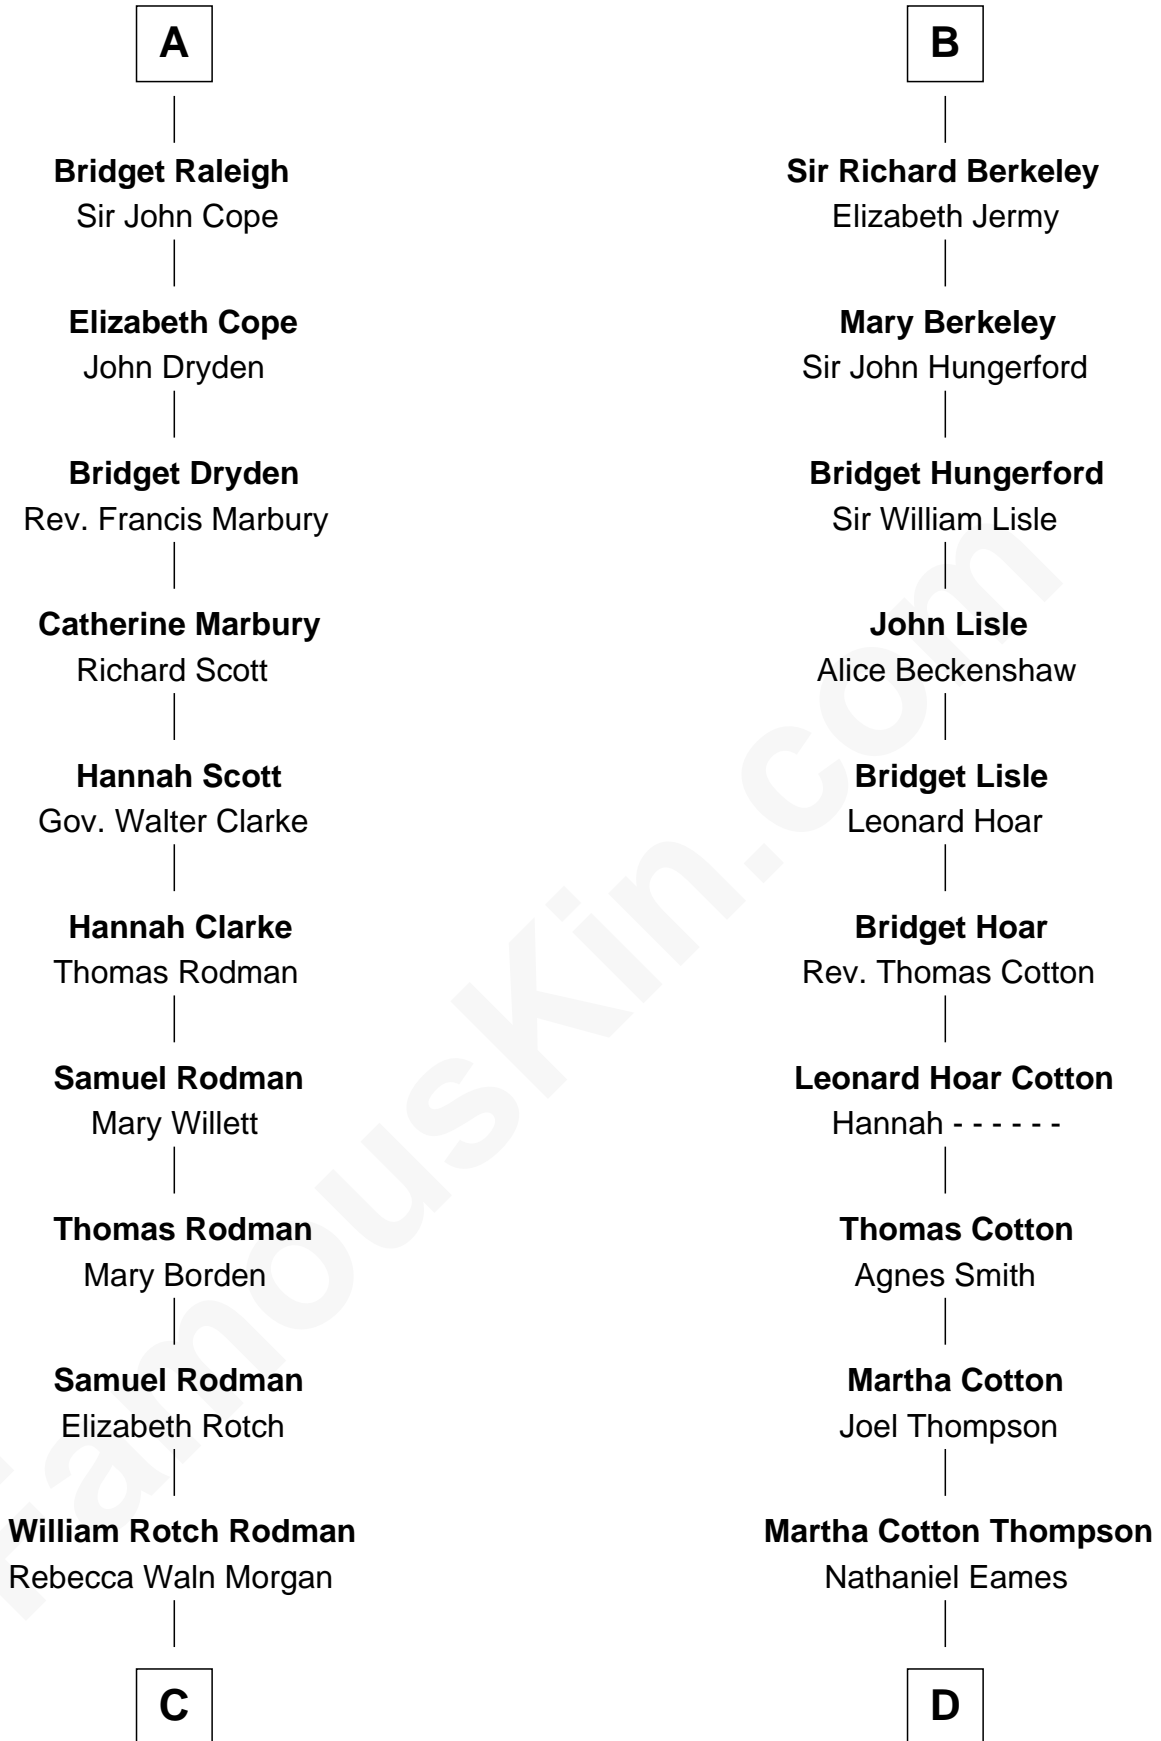 A
Bridget Raleigh
Sir John Cope
Elizabeth Cope
John Dryden
Bridget Dryden
Rev. Francis Marbury
Catherine Marbury
Richard Scott
Hannah Scott
Gov. Walter Clarke
Hannah Clarke
Thomas Rodman
Samuel Rodman
Mary Willett
Thomas Rodman
Mary Borden
Samuel Rodman
Elizabeth Rotch
William Rotch Rodman
Rebecca Waln Morgan
C
B
Sir Richard Berkeley
Elizabeth Jermy
Mary Berkeley
Sir John Hungerford
Bridget Hungerford
Sir William Lisle
John Lisle
Alice Beckenshaw
Bridget Lisle
Leonard Hoar
Bridget Hoar
Rev. Thomas Cotton
Leonard Hoar Cotton
Hannah - - - - - -
Thomas Cotton
Agnes Smith
Martha Cotton
Joel Thompson
Martha Cotton Thompson
Nathaniel Eames
D
FamousKin.com